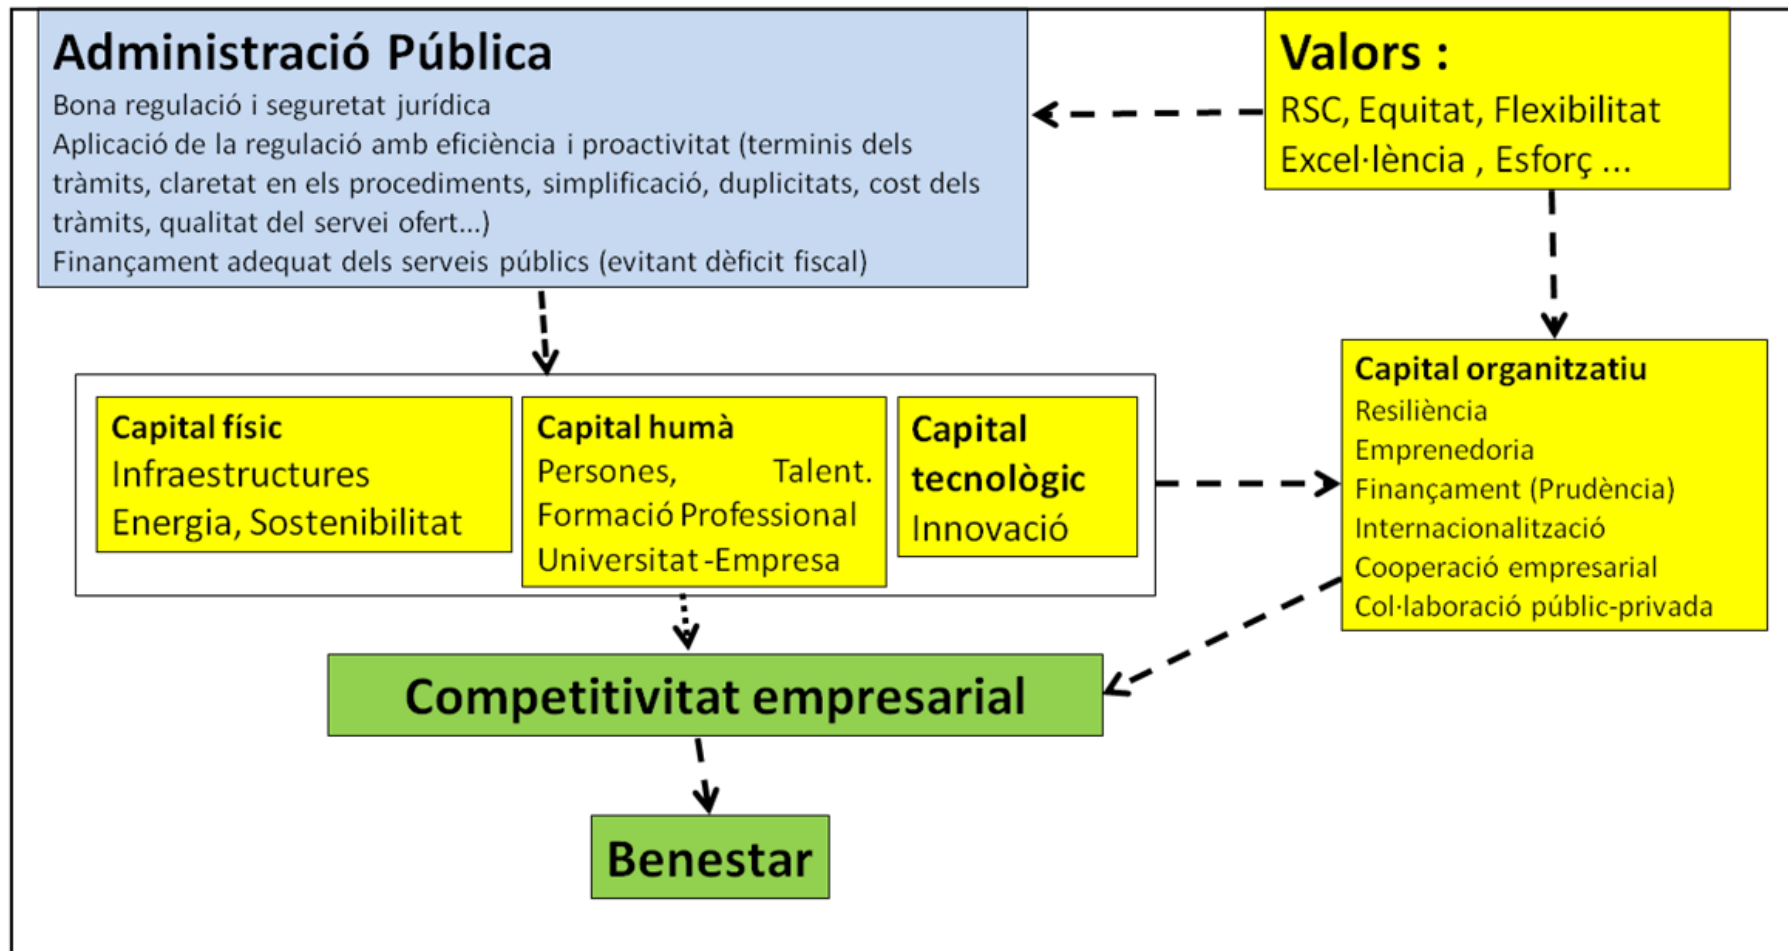 Administració Pública
Bona regulació i seguretat jurídica
Aplicació de la regulació amb eficiència i proactivitat (terminis dels
tràmits, claretat en els procediments, simplificació, duplicitats, cost dels
tràmits, qualitat del servei ofert...)
Finançament adequat dels serveis públics (evitant dèficit fiscal)
Valors :
RSC, Equitat, Flexibilitat
Excel·lència , Esforç ...
Capital físic
Infraestructures
Energia, Sostenibilitat
Capital humà
Persones, Talent.
Formació Professional
Universitat-Empresa
Capital
tecnològic
Innovació
Capital organitzatiu
Resiliència
Emprenedoria
Finançament (Prudència)
Internacionalització
Cooperació empresarial
Col·laboració públic-privada
Competitivitat empresarial
Benestar